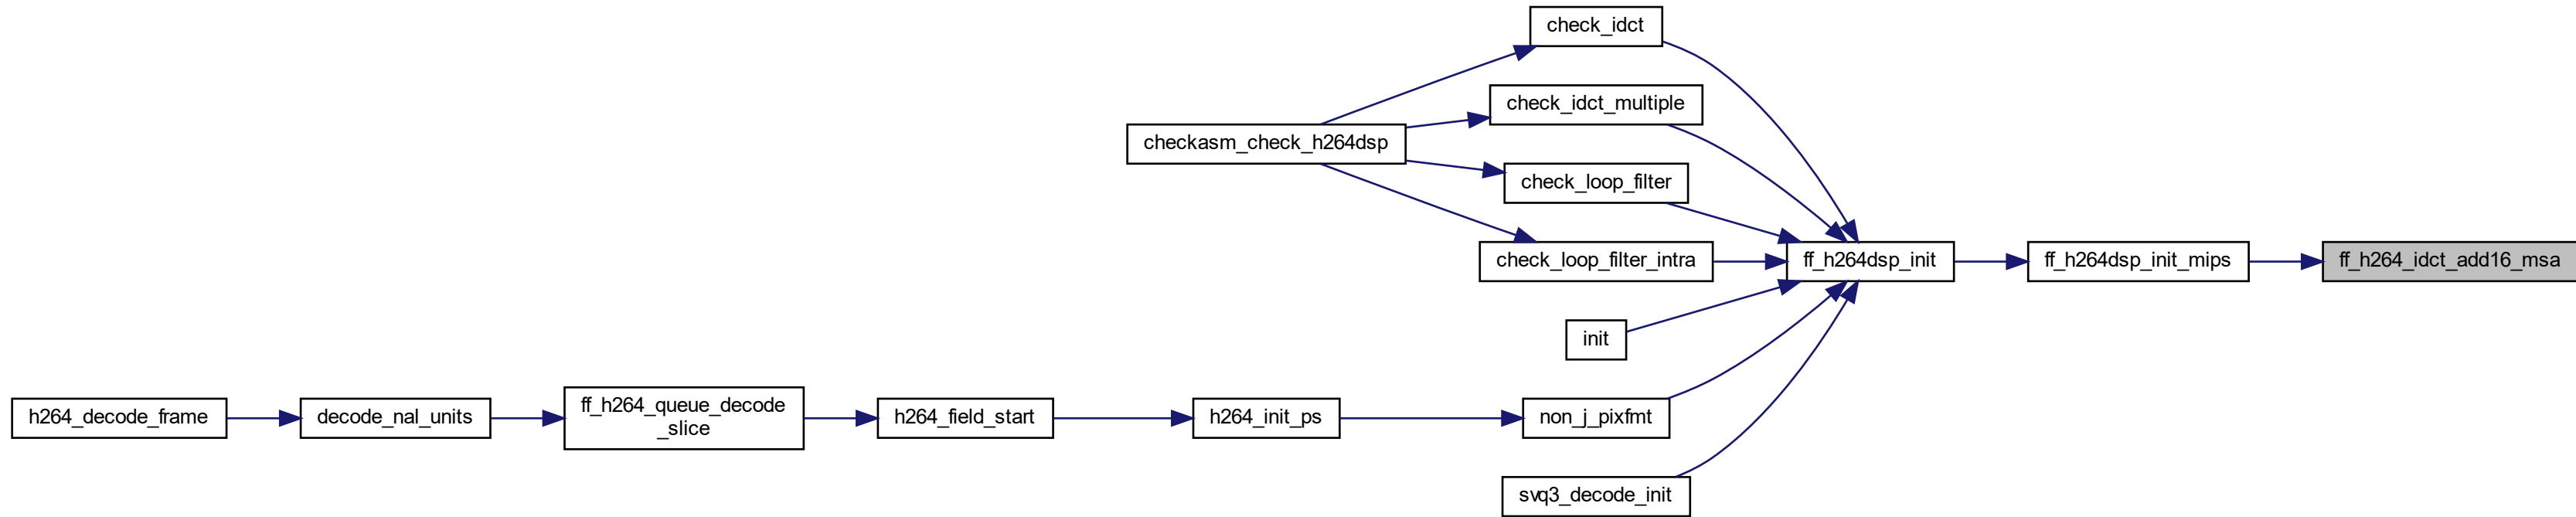 check_idct
check_idct_multiple
checkasm_check_h264dsp
check_loop_filter
check_loop_filter_intra
ff_h264dsp_init
ff_h264dsp_init_mips
ff_h264_idct_add16_msa
init
h264_decode_frame
decode_nal_units
ff_h264_queue_decode
_slice
h264_field_start
h264_init_ps
non_j_pixfmt
svq3_decode_init